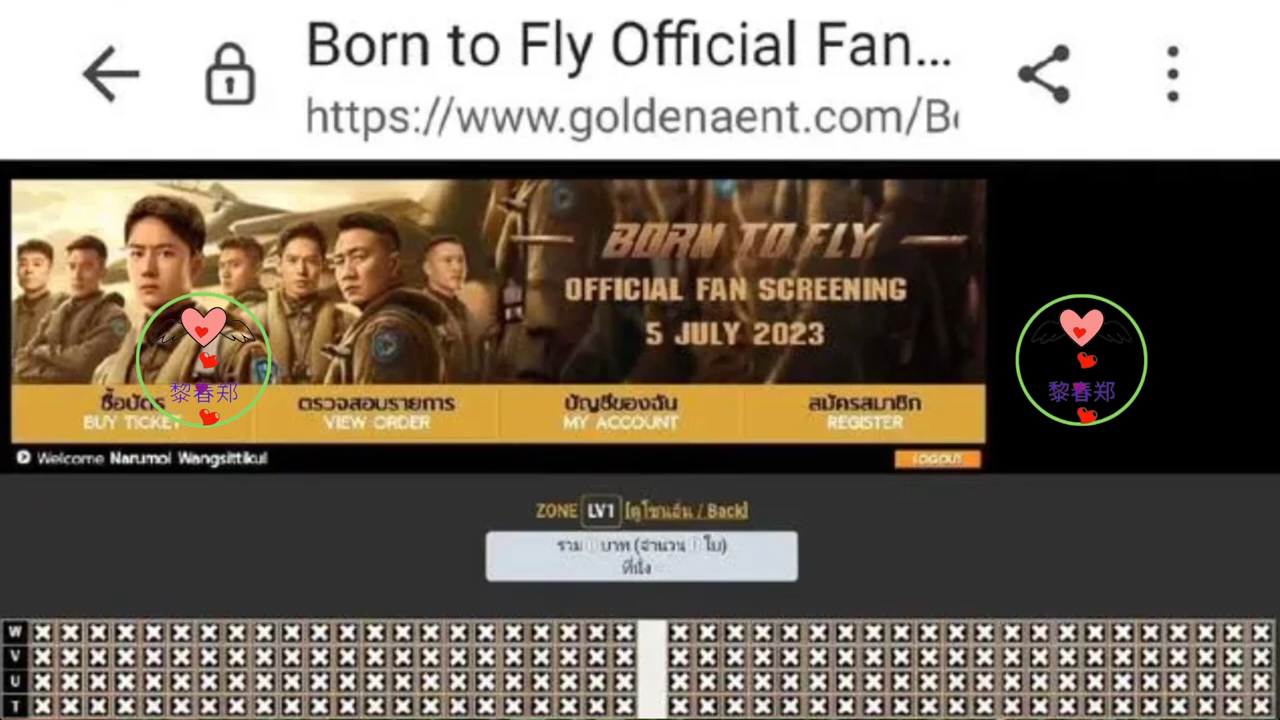 Born to Fly Official Fan...
https://www.goldenaent.com/B
BORN TO FLY
OFFICIAL FAN SCREENING
5 JULY 2023
ซื้อบัตร ตรวจสอบรายการ บัญชีของฉัน สมัครสมาชิก
BUY TICKET VIEW ORDER MY ACCOUNT REGISTER
黎春郑 黎春郑
Welcome Narumol Wangsittikul LOGOUT
ZONE LV1 [ดูโซนอื่น / Back]
รวม บาท (จำนวน ใบ)
ที่นั่ง
W
V
U
T